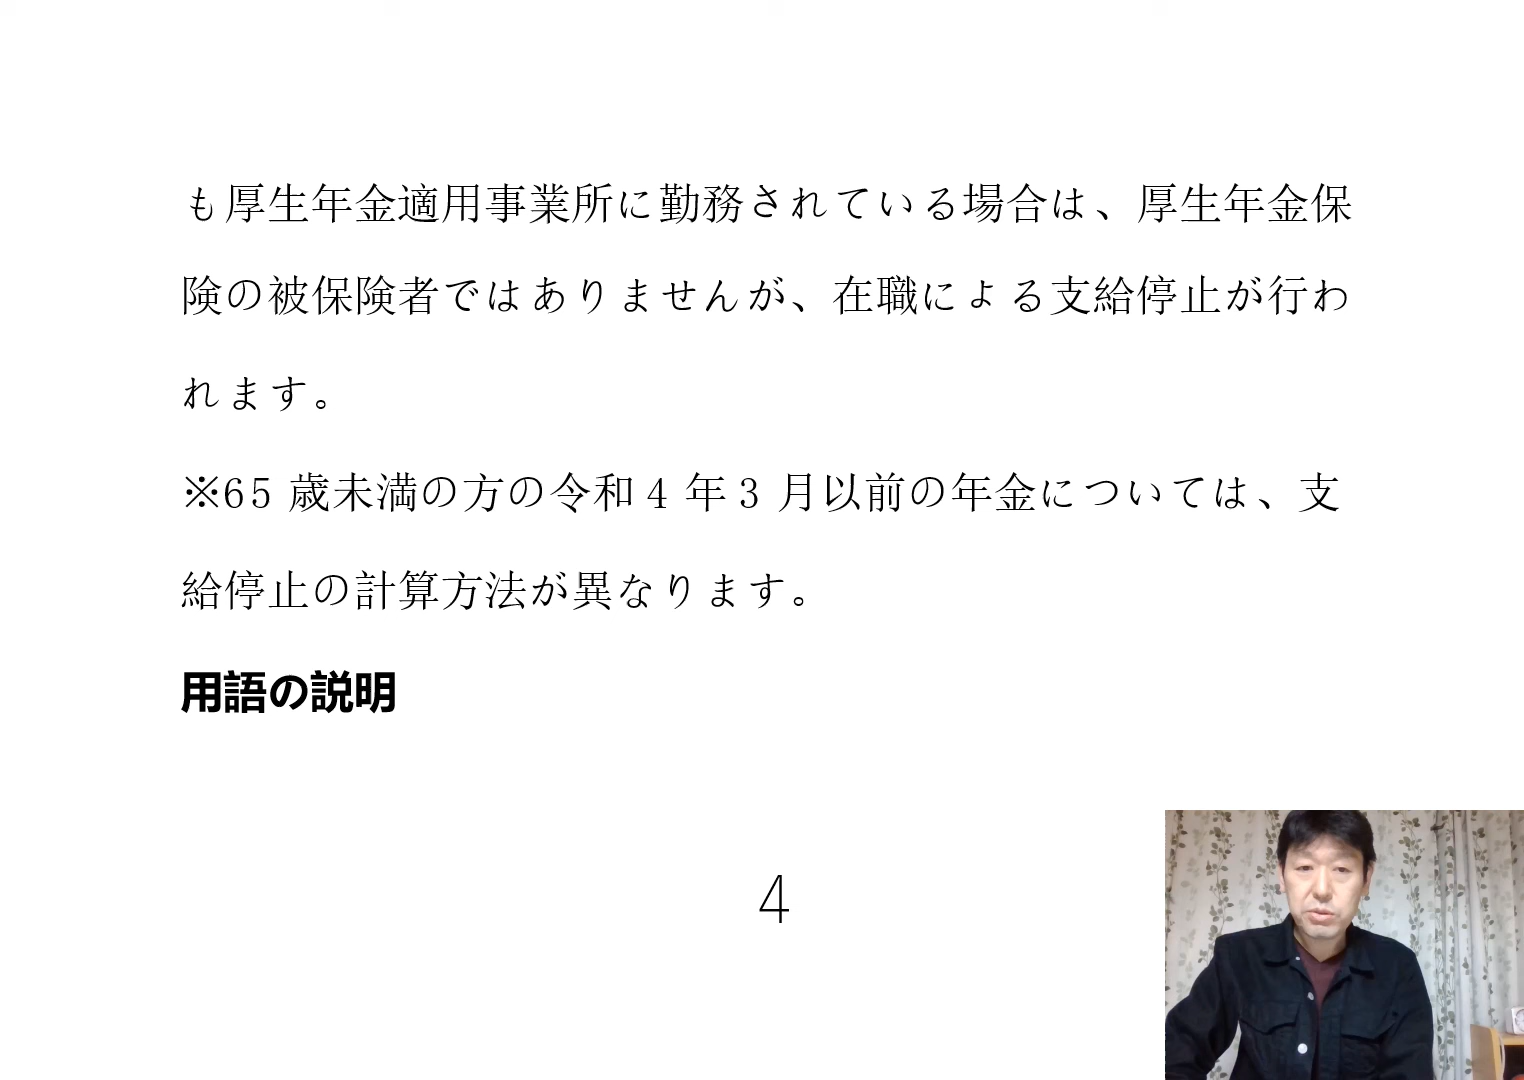 も厚生年金適用事業所に勤務されている場合は、厚生年金保
険の被保険者ではありませんが、在職による支給停止が行わ
れます。
※65 歳未満の方の令和 4 年 3 月以前の年金については、支
給停止の計算方法が異なります。
用語の説明
4